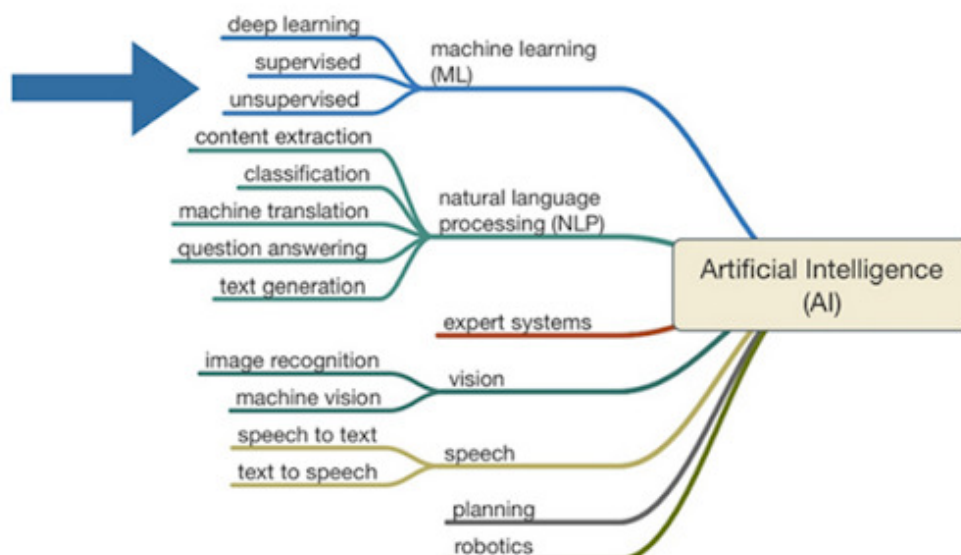 deep learning
supervised
unsupervised
machine learning
(ML)
content extraction
classification
machine translation
question answering
text generation
natural language
processing (NLP)
Artificial Intelligence
(AI)
expert systems
image recognition
machine vision
vision
speech to text
text to speech
speech
planning
robotics